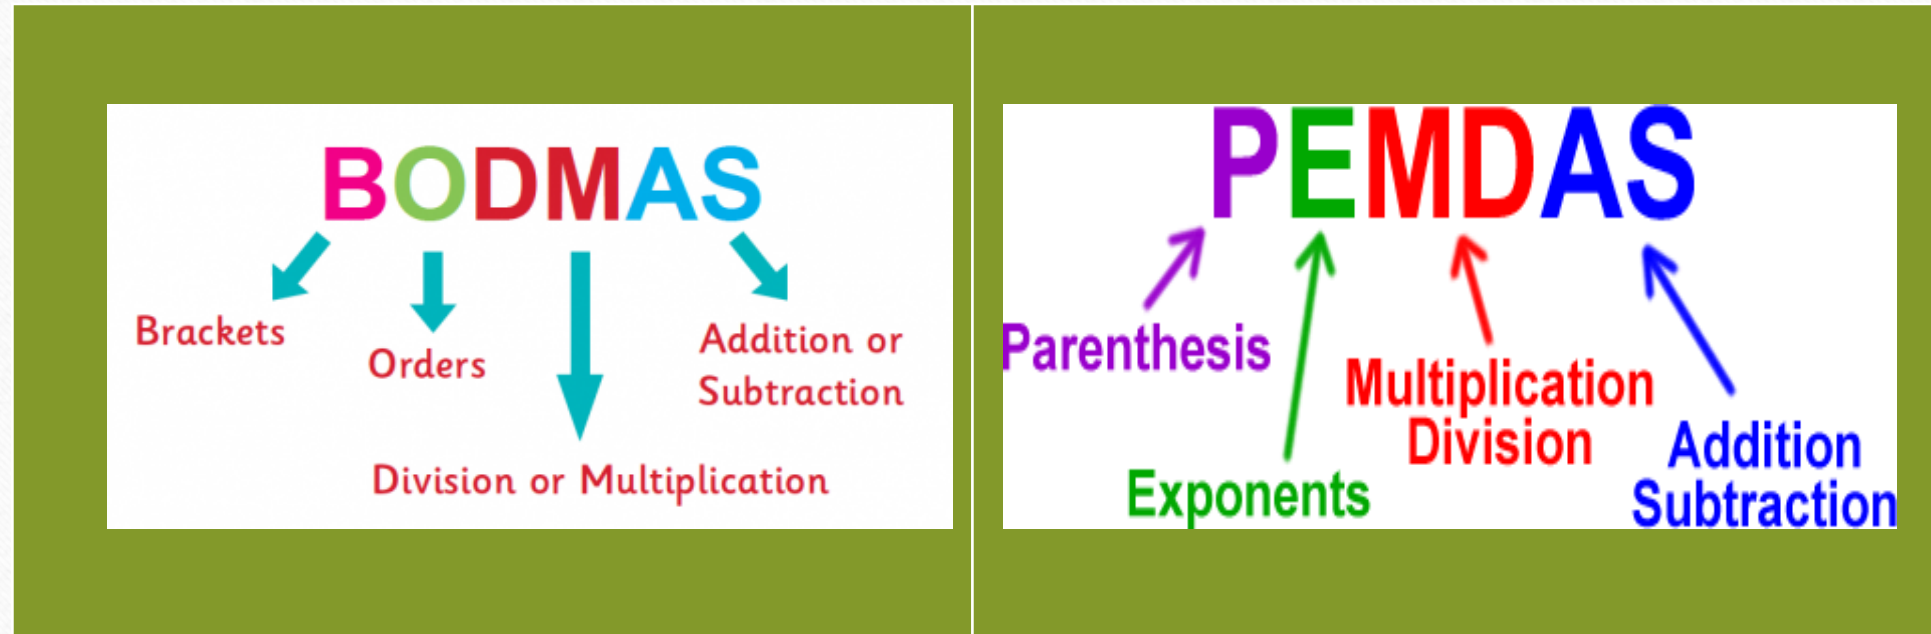 BODMAS
Brackets
Orders
Addition or
Subtraction
Division or Multiplication
PEMDAS
Parenthesis
Exponents
Multiplication
Division
Addition
Subtraction